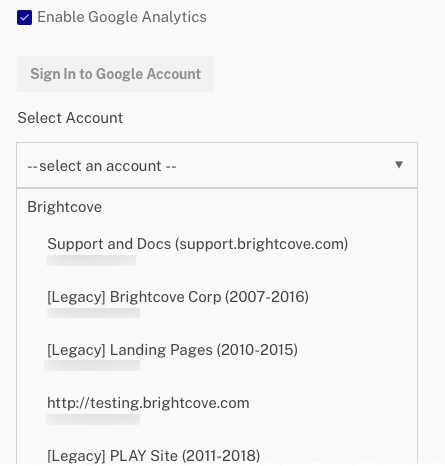 Enable Google Analytics
Sign In to Google Account
Select Account
--select an account --
Brightcove
Support and Docs (support.brightcove.com)
[Legacy] Brightcove Corp (2007-2016)
[Legacy] Landing Pages (2010-2015)
http://testing.brightcove.com
[Legacy] PLAY Site (2011-2018)